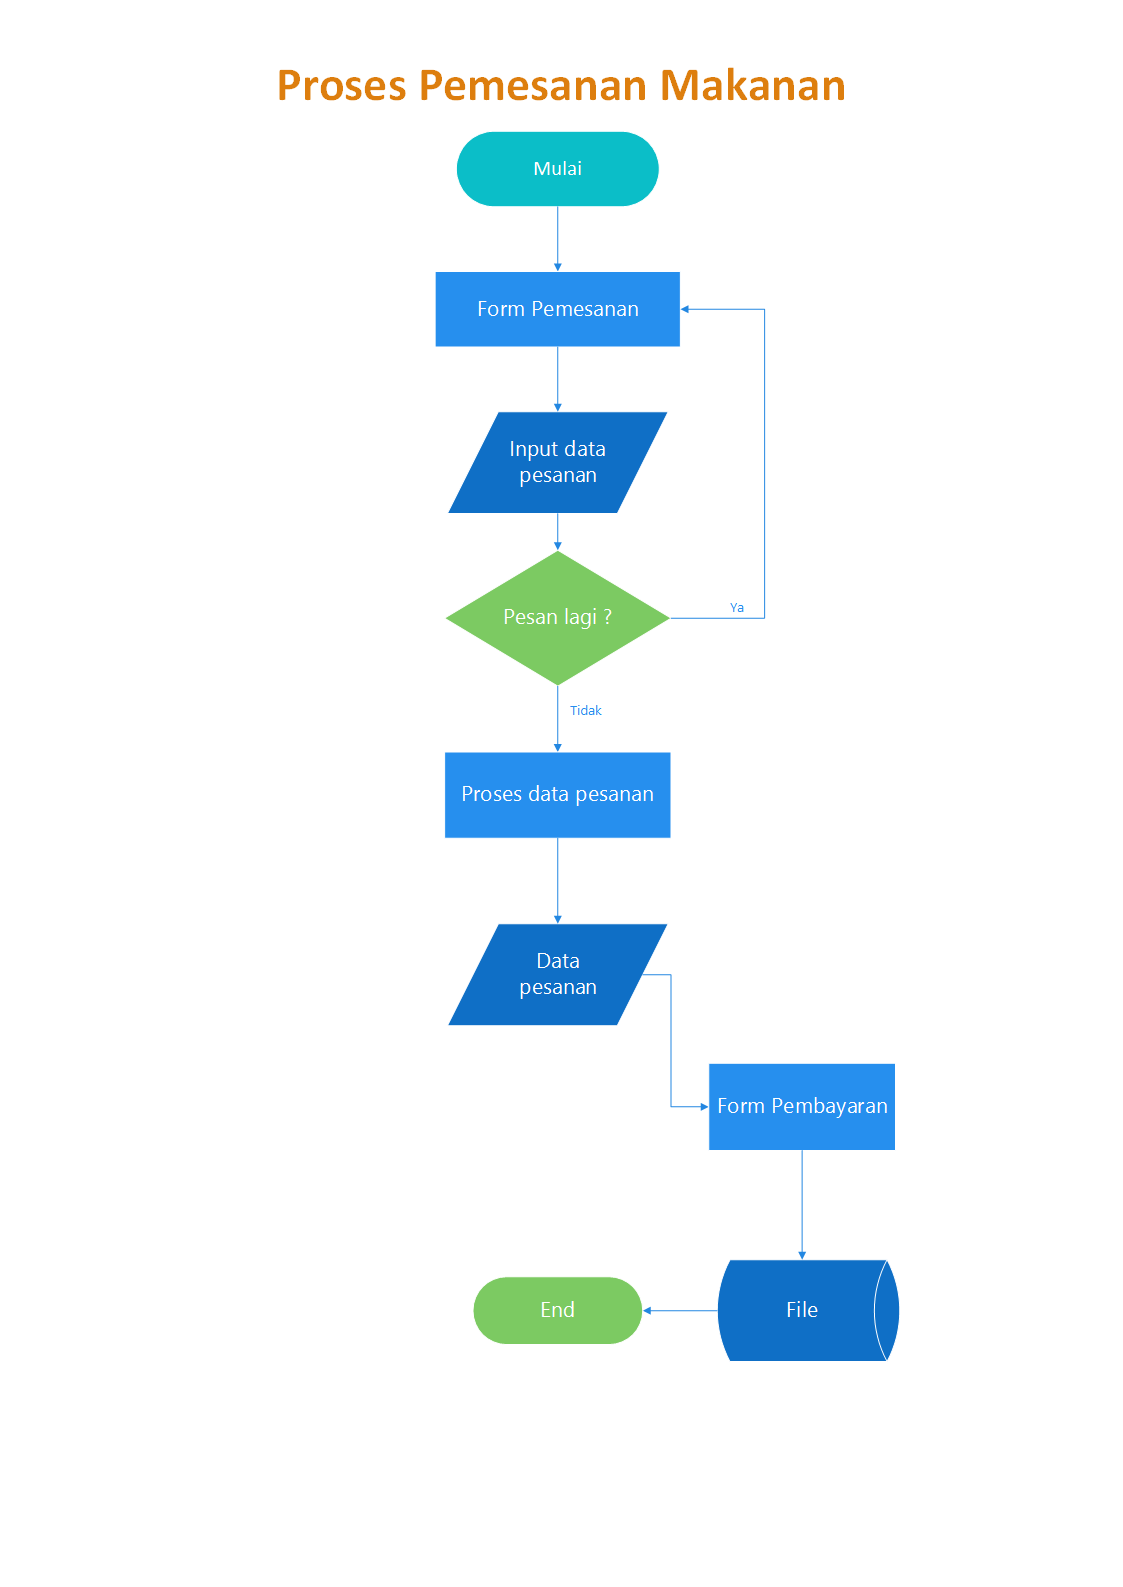 Proses Pemesanan Makanan
Mulai
Form Pemesanan
Input data
pesanan
Pesan lagi ?
Ya
Tidak
Proses data pesanan
Data
pesanan
Form Pembayaran
File
End